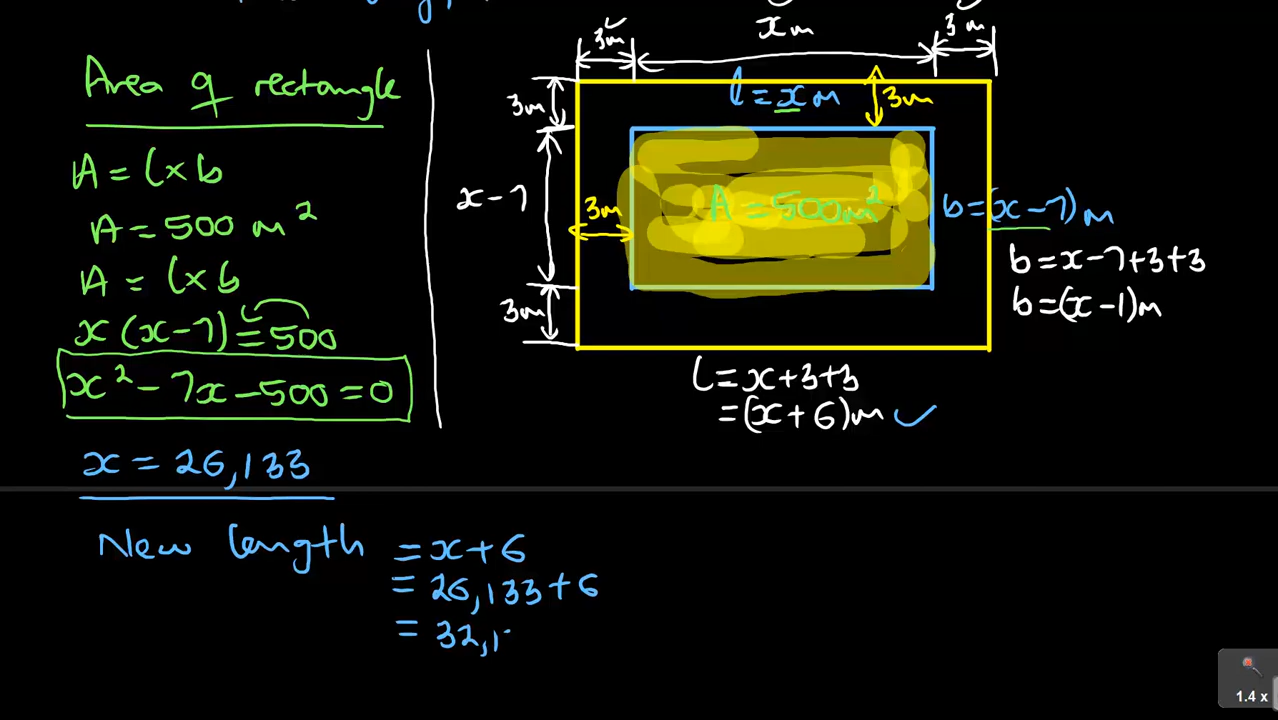 Area of rectangle
A = l x b
A = 500 m²
A = l x b
x (x - 7) = 500
x² - 7x - 500 = 0
x = 26,133
New length = x + 6
= 26,133 + 6
= 32,1
3m
x m
3 m
3m
l = x m
3m
x - 7
3m
A = 500m²
b = (x - 7) m
b = x - 7 + 3 + 3
b = (x - 1) m
3m
l = x + 3 + 3
= (x + 6) m
1.4 x